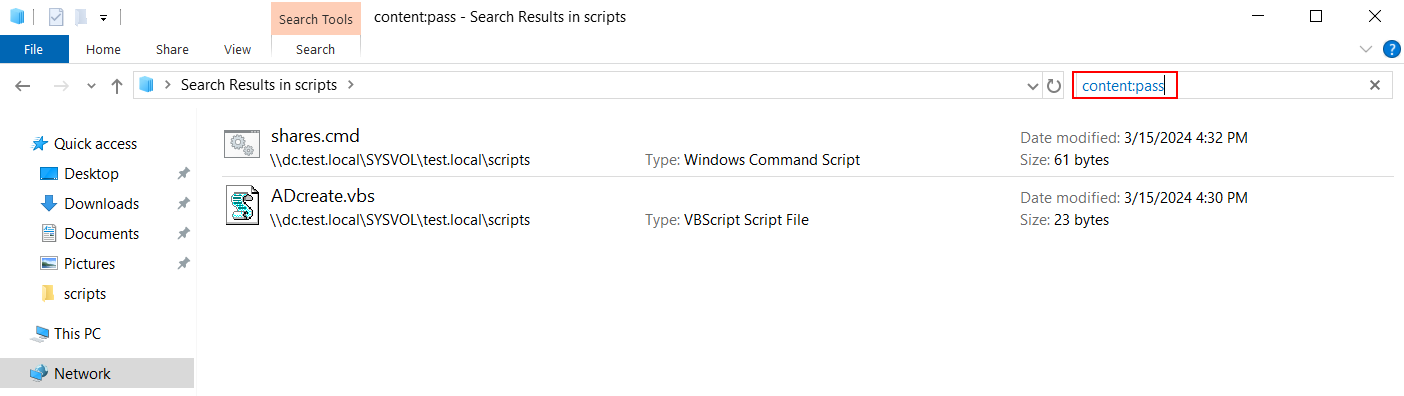 Search Tools content:pass - Search Results in scripts
File Home Share View Search
Search Results in scripts content:pass
Quick access
Desktop
Downloads
Documents
Pictures
scripts
This PC
Network
shares.cmd
\\dc.test.local\SYSVOL\test.local\scripts
Type: Windows Command Script
Date modified: 3/15/2024 4:32 PM
Size: 61 bytes
ADcreate.vbs
\\dc.test.local\SYSVOL\test.local\scripts
Type: VBScript Script File
Date modified: 3/15/2024 4:30 PM
Size: 23 bytes